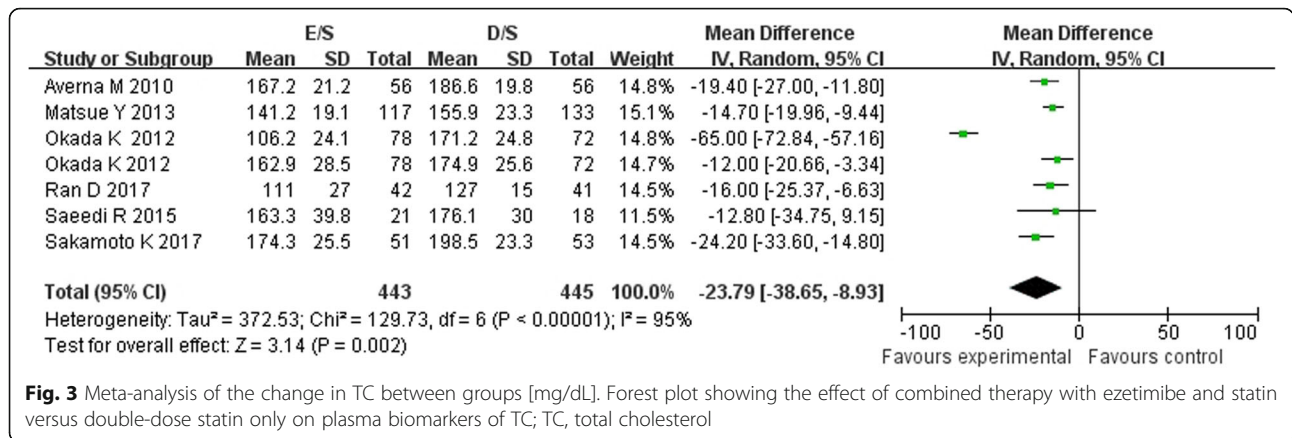 E/S D/S Mean Difference Mean Difference
Study or Subgroup Mean SD Total Mean SD Total Weight IV, Random, 95% CI IV, Random, 95% CI
Averna M 2010 167.2 21.2 56 186.6 19.8 56 14.8% -19.40 [-27.00, -11.80]
Matsue Y 2013 141.2 19.1 117 155.9 23.3 133 15.1% -14.70 [-19.96, -9.44]
Okada K 2012 106.2 24.1 78 171.2 24.8 72 14.8% -65.00 [-72.84, -57.16]
Okada K 2012 162.9 28.5 78 174.9 25.6 72 14.7% -12.00 [-20.66, -3.34]
Ran D 2017 111 27 42 127 15 41 14.5% -16.00 [-25.37, -6.63]
Saeedi R 2015 163.3 39.8 21 176.1 30 18 11.5% -12.80 [-34.75, 9.15]
Sakamoto K 2017 174.3 25.5 51 198.5 23.3 53 14.5% -24.20 [-33.60, -14.80]
Total (95% CI) 443 445 100.0% -23.79 [-38.65, -8.93]
Heterogeneity: Tau² = 372.53; Chi² = 129.73, df = 6 (P < 0.00001); I² = 95%
Test for overall effect: Z = 3.14 (P = 0.002)
-100 -50 0 50 100
Favours experimental Favours control
Fig. 3 Meta-analysis of the change in TC between groups [mg/dL]. Forest plot showing the effect of combined therapy with ezetimibe and statin
versus double-dose statin only on plasma biomarkers of TC; TC, total cholesterol